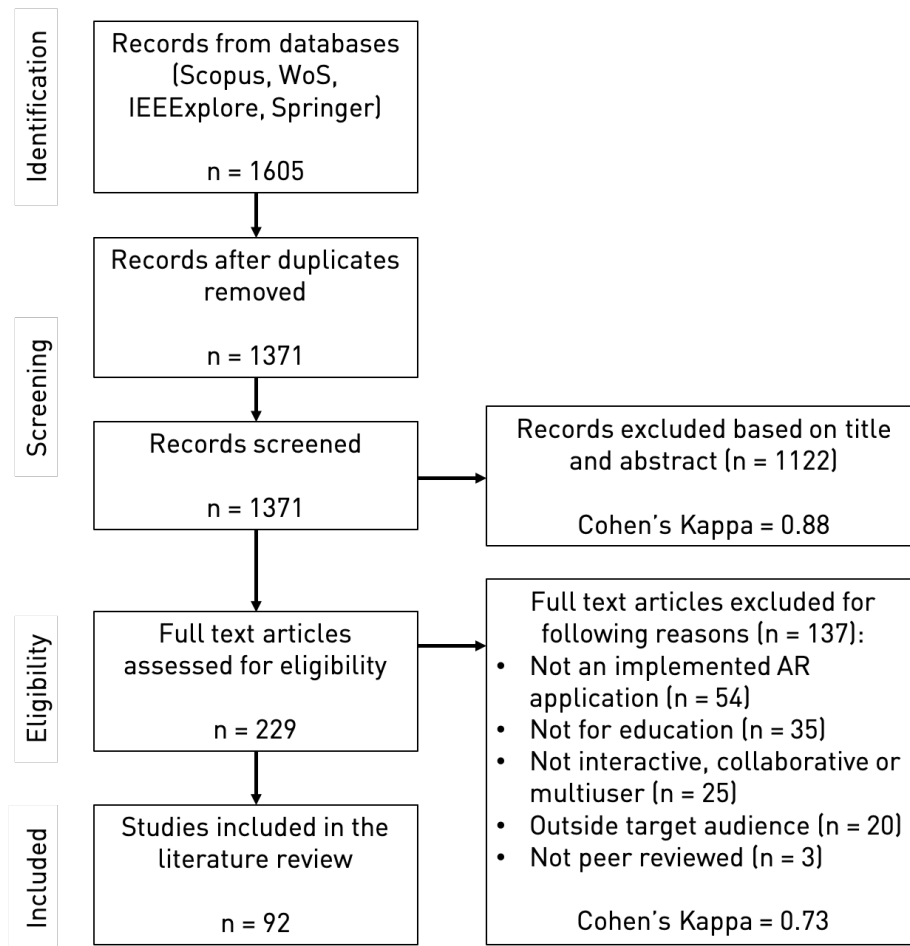 Identification
Records from databases
(Scopus, WoS,
IEEExplore, Springer)
n = 1605
Screening
Records after duplicates
removed
n = 1371
Records screened
n = 1371
Records excluded based on title
and abstract (n = 1122)
Cohen’s Kappa = 0.88
Eligibility
Full text articles
assessed for eligibility
n = 229
Full text articles excluded for
following reasons (n = 137):
• Not an implemented AR
application (n = 54)
• Not for education (n = 35)
• Not interactive, collaborative or
multiuser (n = 25)
• Outside target audience (n = 20)
• Not peer reviewed (n = 3)
Cohen’s Kappa = 0.73
Included
Studies included in the
literature review
n = 92